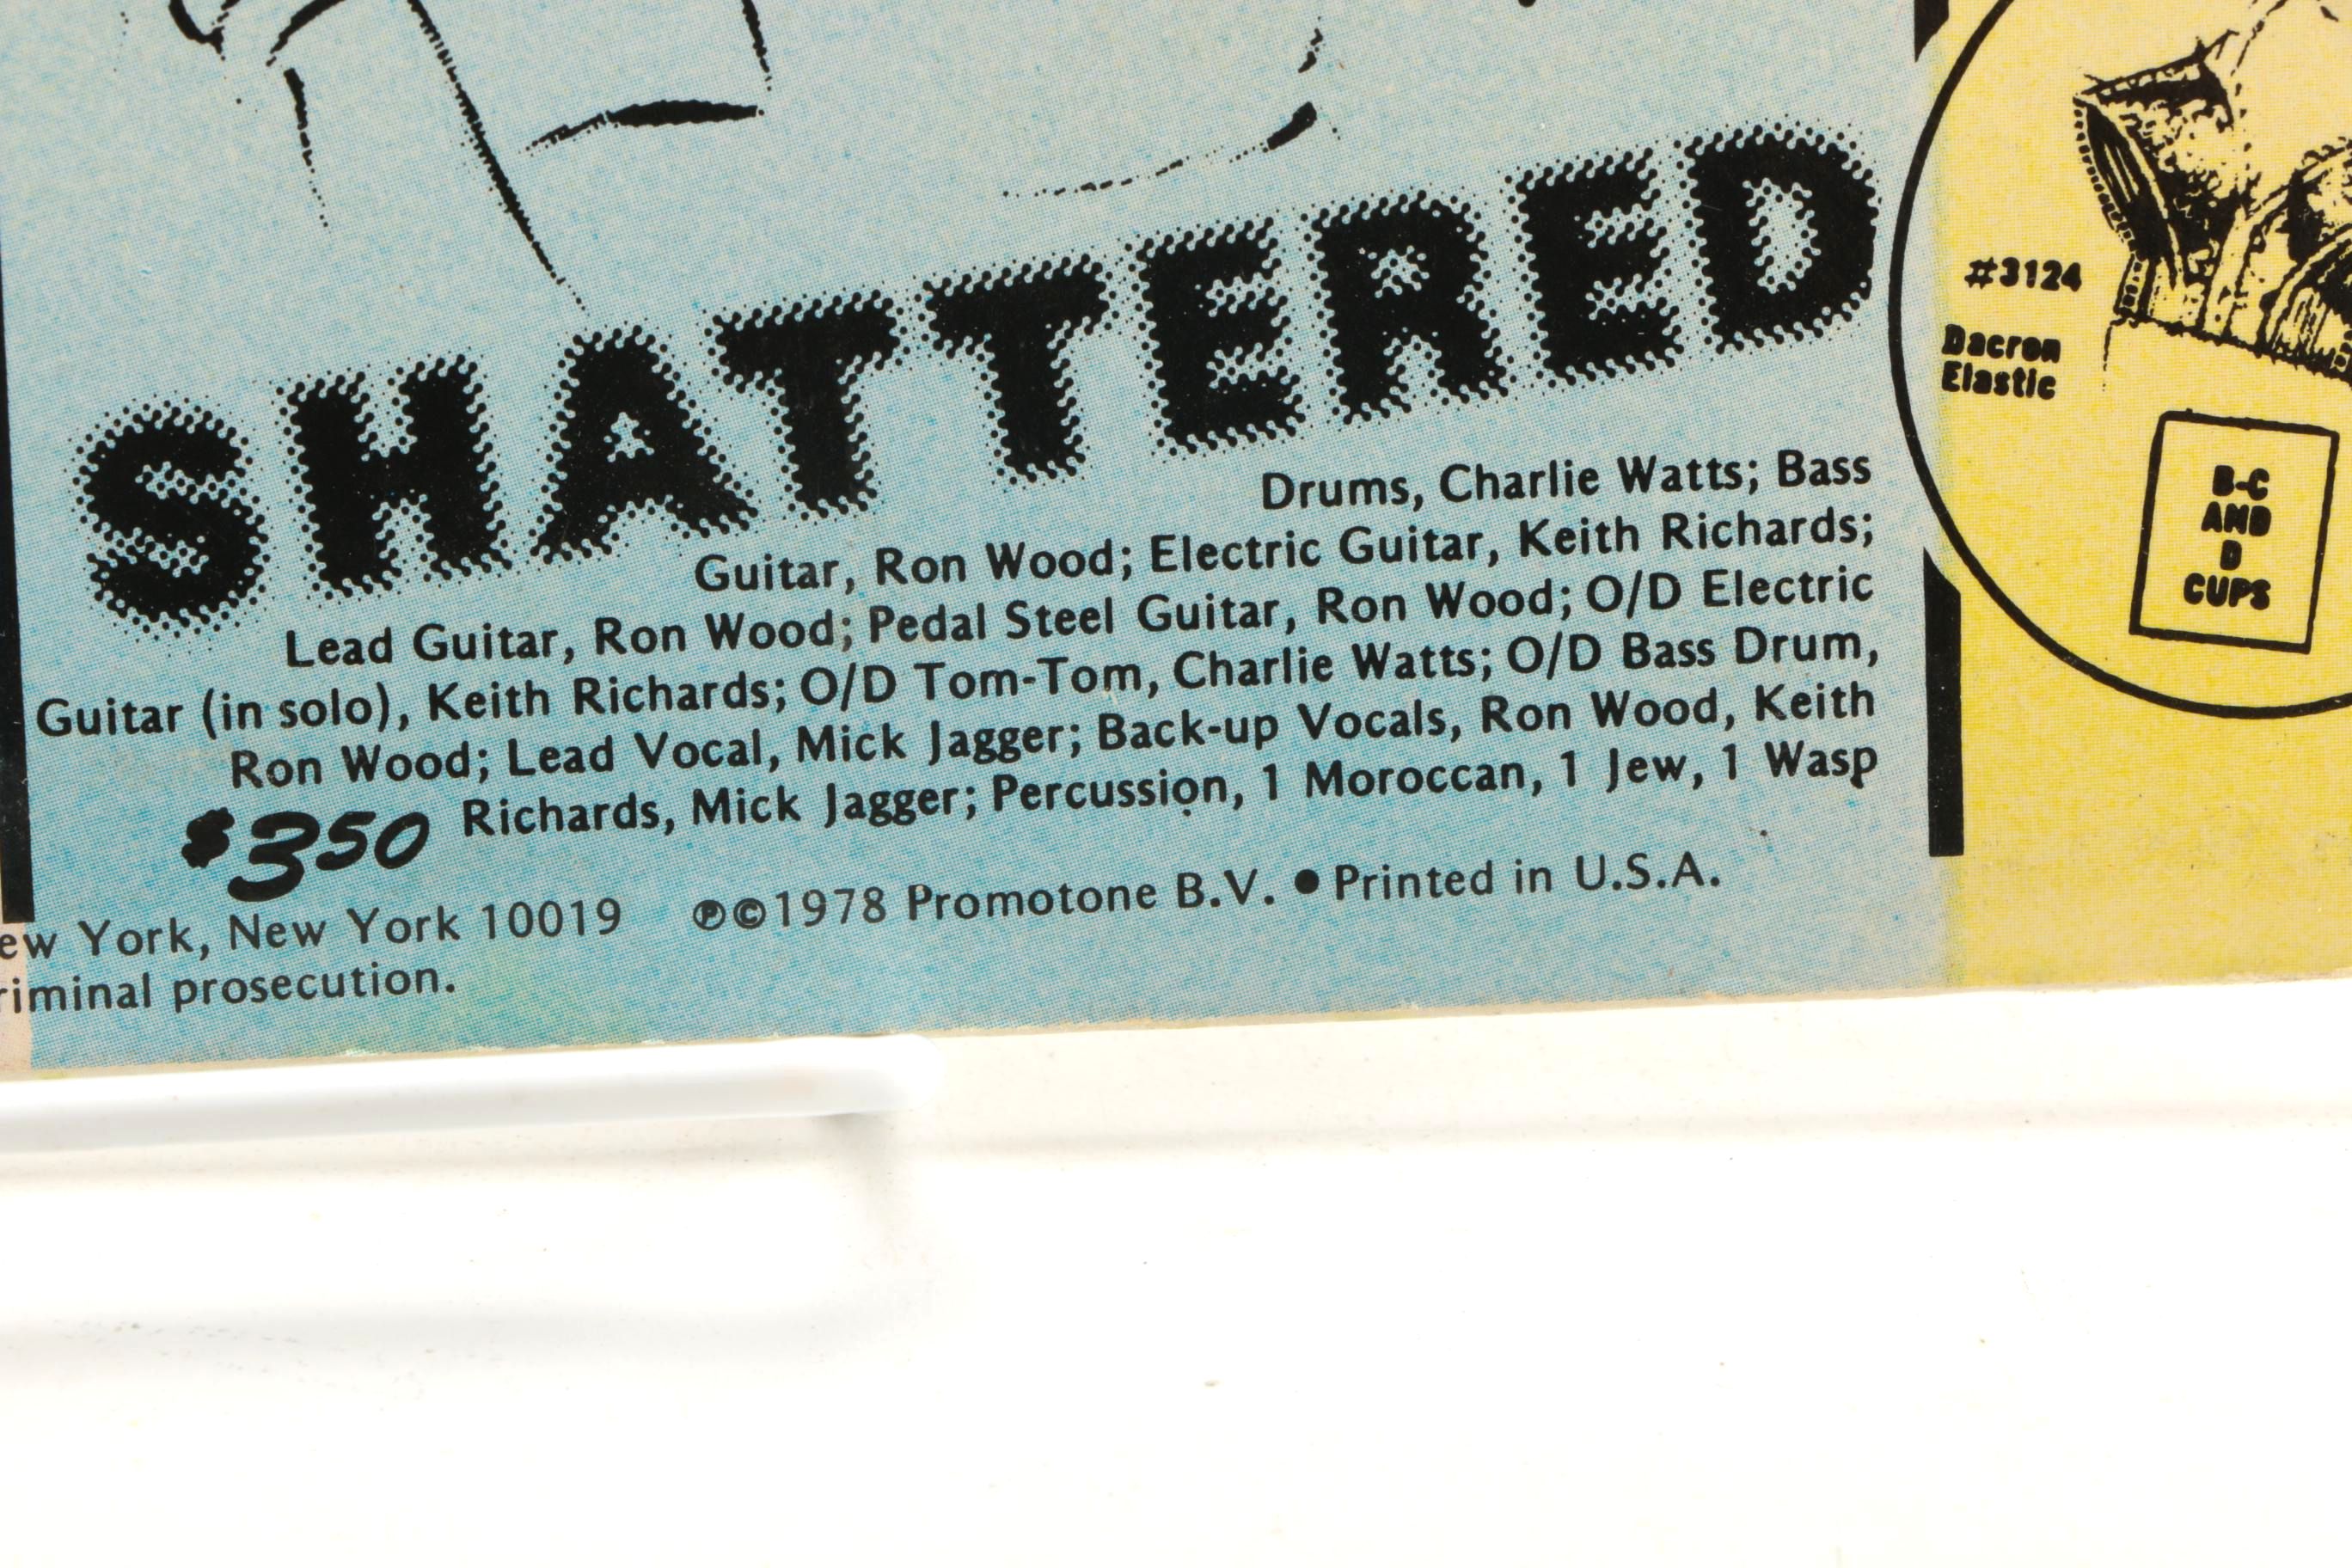 SHATTERED
Drums, Charlie Watts; Bass
Guitar, Ron Wood; Electric Guitar, Keith Richards;
Lead Guitar, Ron Wood; Pedal Steel Guitar, Ron Wood; O/D Electric
Guitar (in solo), Keith Richards; O/D Tom-Tom, Charlie Watts; O/D Bass Drum,
Ron Wood; Lead Vocal, Mick Jagger; Back-up Vocals, Ron Wood, Keith
Richards, Mick Jagger; Percussion, 1 Moroccan, 1 Jew, 1 Wasp
$3 50
ew York, New York 10019 ℗©1978 Promotone B.V. ● Printed in U.S.A.
riminal prosecution.
#3124
Dacron
Elastic
B-C
AND
D
CUPS